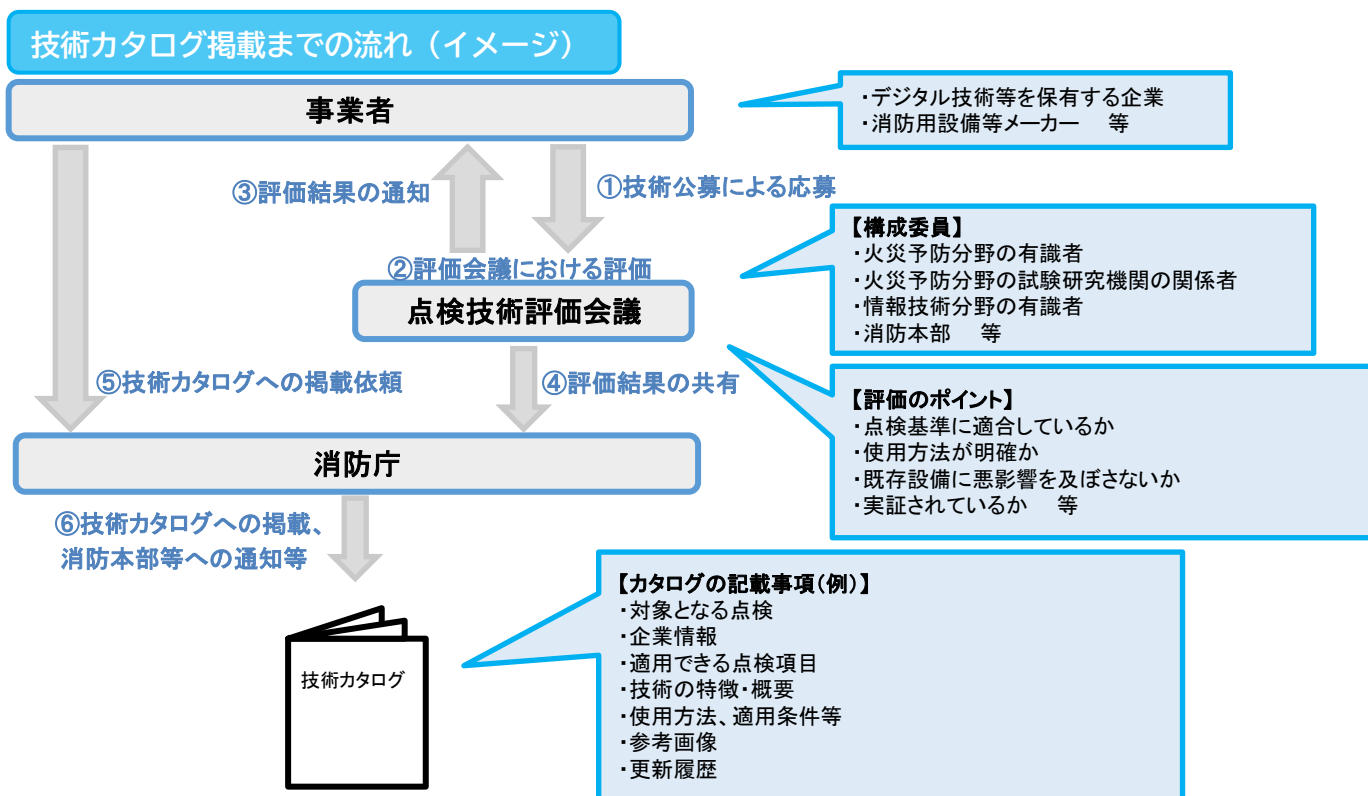 技術カタログ掲載までの流れ（イメージ）
事業者
・デジタル技術等を保有する企業
・消防用設備等メーカー　等
③評価結果の通知
①技術公募による応募
②評価会議における評価
点検技術評価会議
【構成委員】
・火災予防分野の有識者
・火災予防分野の試験研究機関の関係者
・情報技術分野の有識者
・消防本部　等
⑤技術カタログへの掲載依頼
④評価結果の共有
【評価のポイント】
・点検基準に適合しているか
・使用方法が明確か
・既存設備に悪影響を及ぼさないか
・実証されているか　等
消防庁
⑥技術カタログへの掲載、
消防本部等への通知等
技術カタログ
【カタログの記載事項（例）】
・対象となる点検
・企業情報
・適用できる点検項目
・技術の特徴・概要
・使用方法、適用条件等
・参考画像
・更新履歴